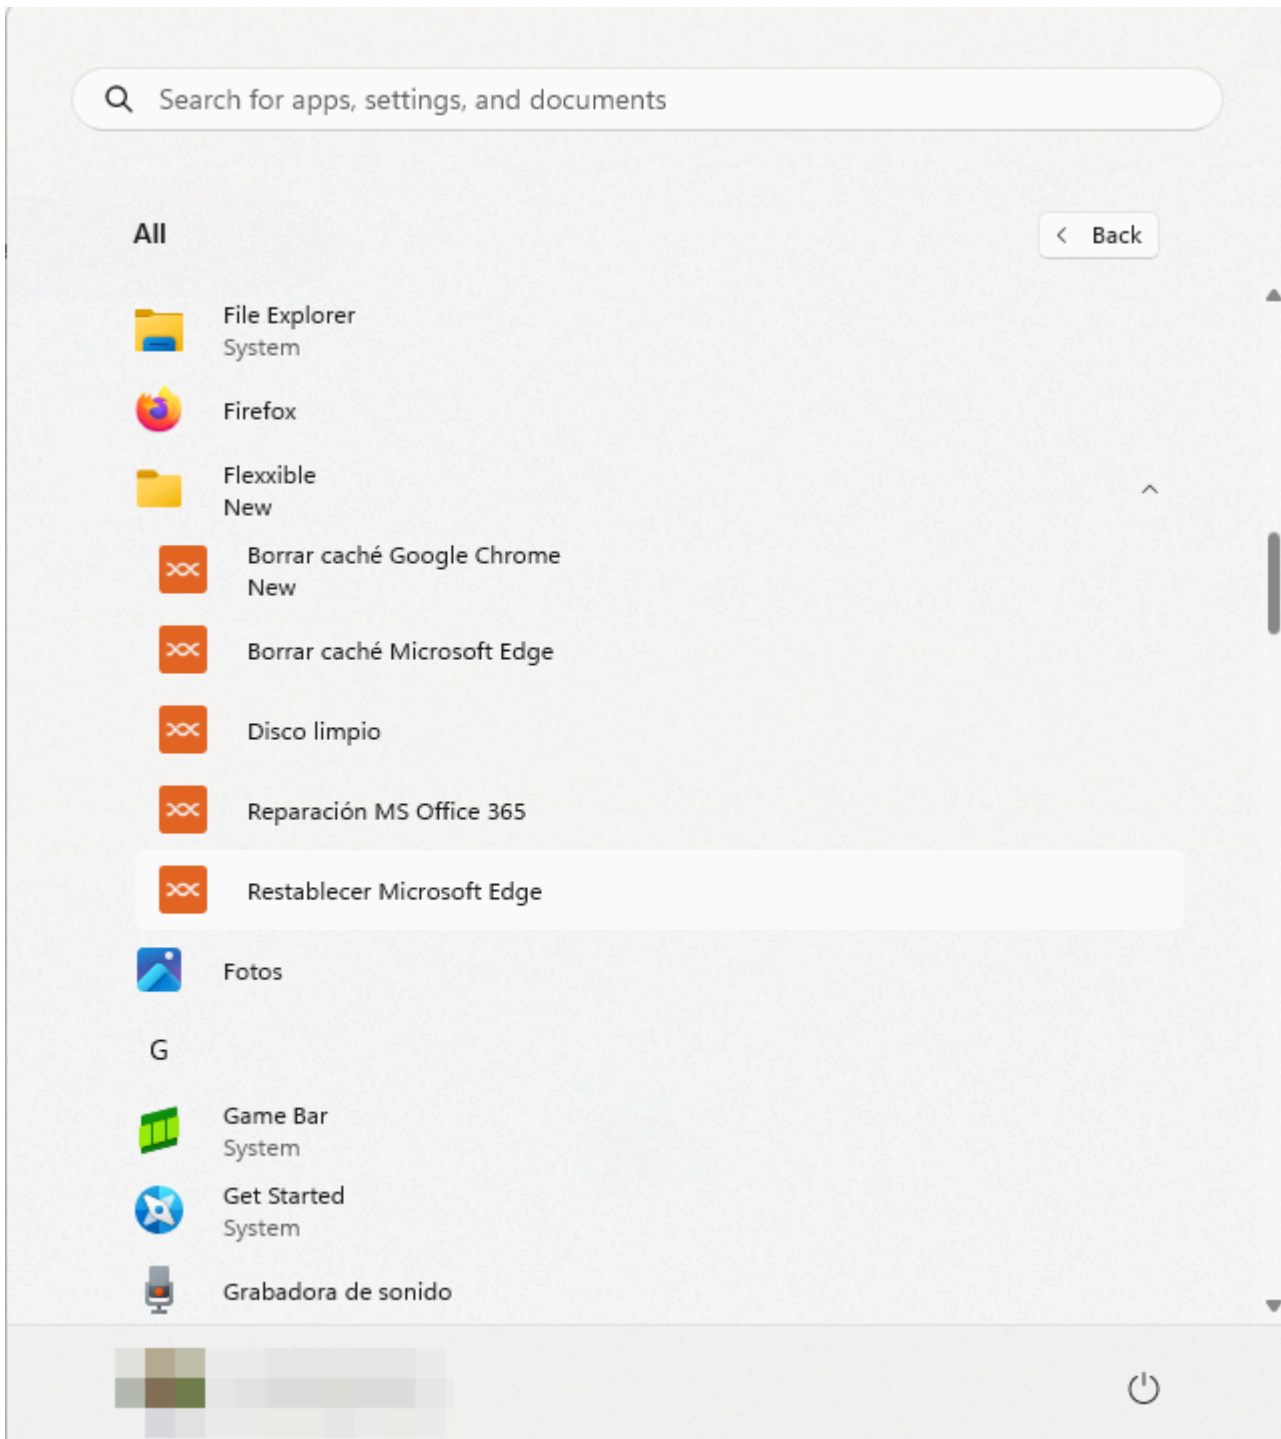 Search for apps, settings, and documents
All
Back
File Explorer
System
Firefox
Flexxible
New
Borrar caché Google Chrome
New
Borrar caché Microsoft Edge
Disco limpio
Reparación MS Office 365
Restablecer Microsoft Edge
Fotos
G
Game Bar
System
Get Started
System
Grabadora de sonido